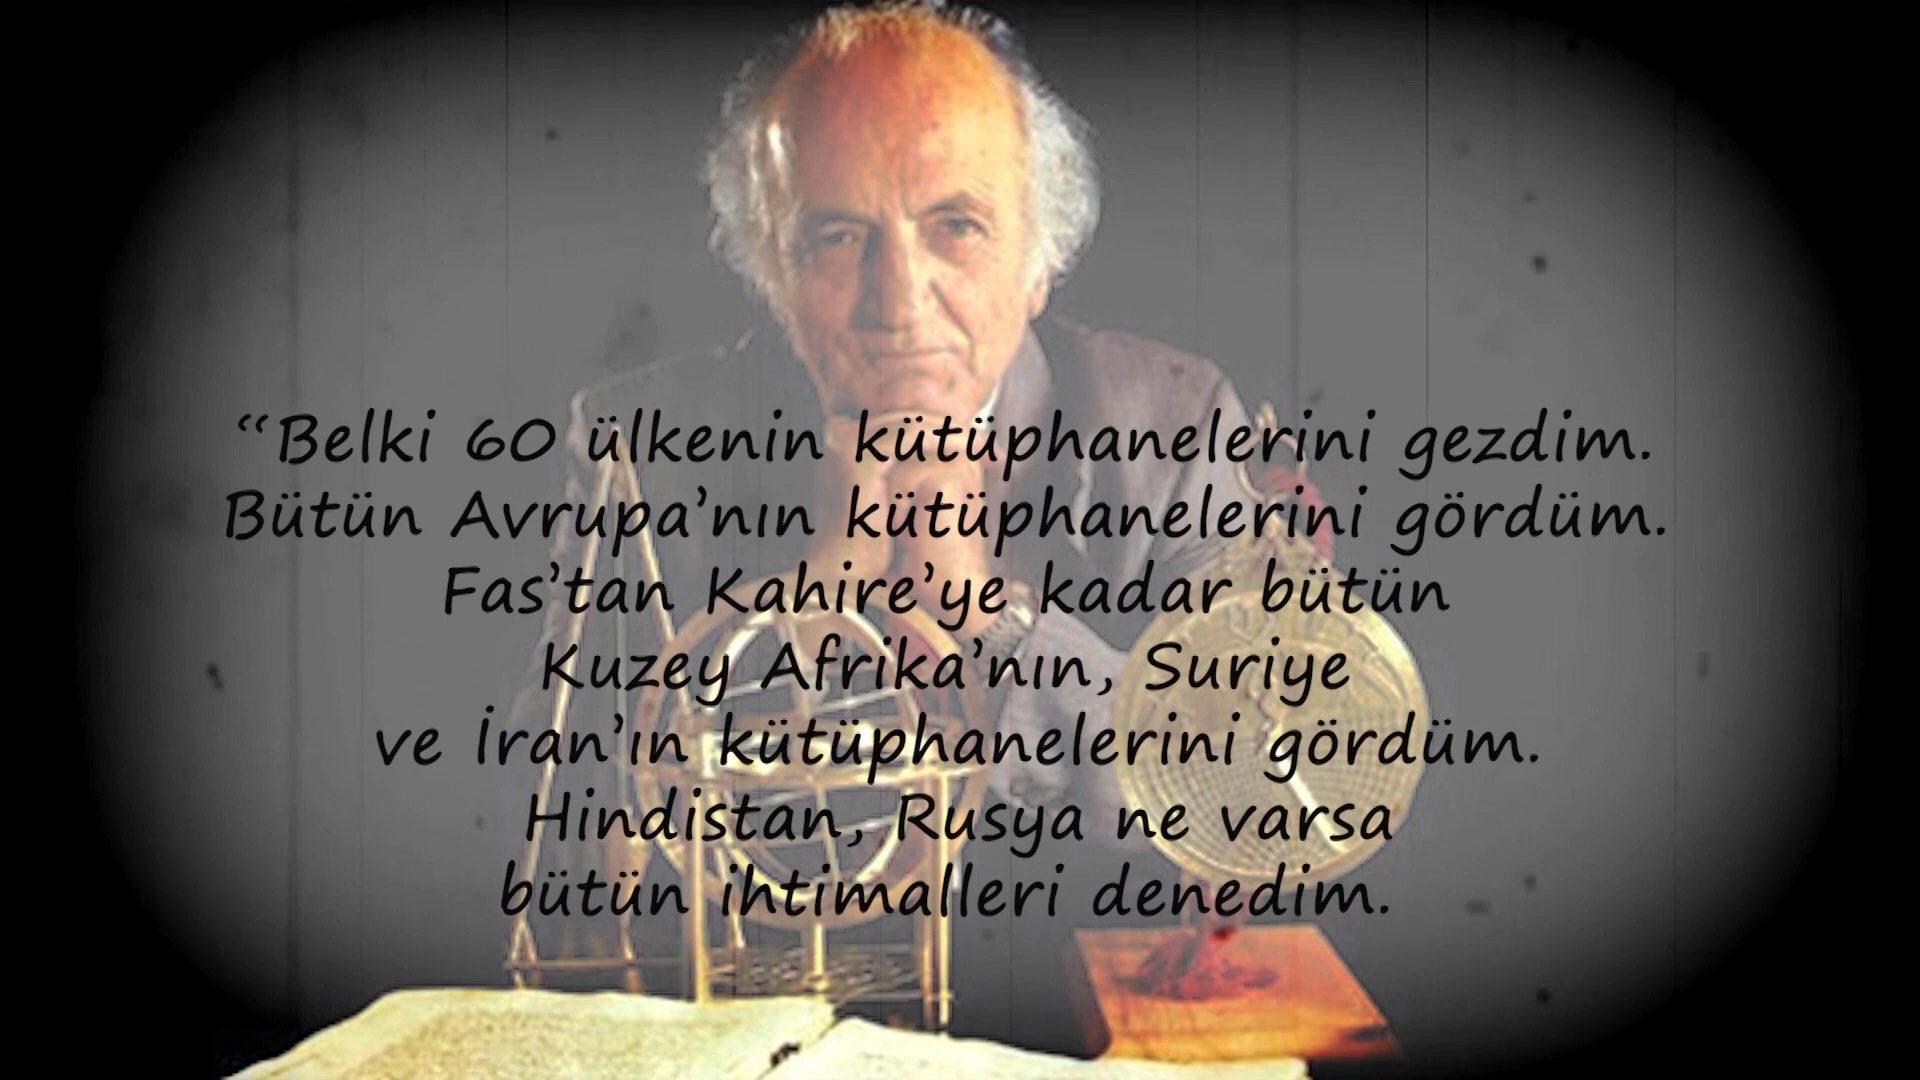 “Belki 60 ülkenin kütüphanelerini gezdim.
Bütün Avrupa’nın kütüphanelerini gördüm.
Fas’tan Kahire’ye kadar bütün
Kuzey Afrika’nın, Suriye
ve İran’ın kütüphanelerini gördüm.
Hindistan, Rusya ne varsa
bütün ihtimalleri denedim.